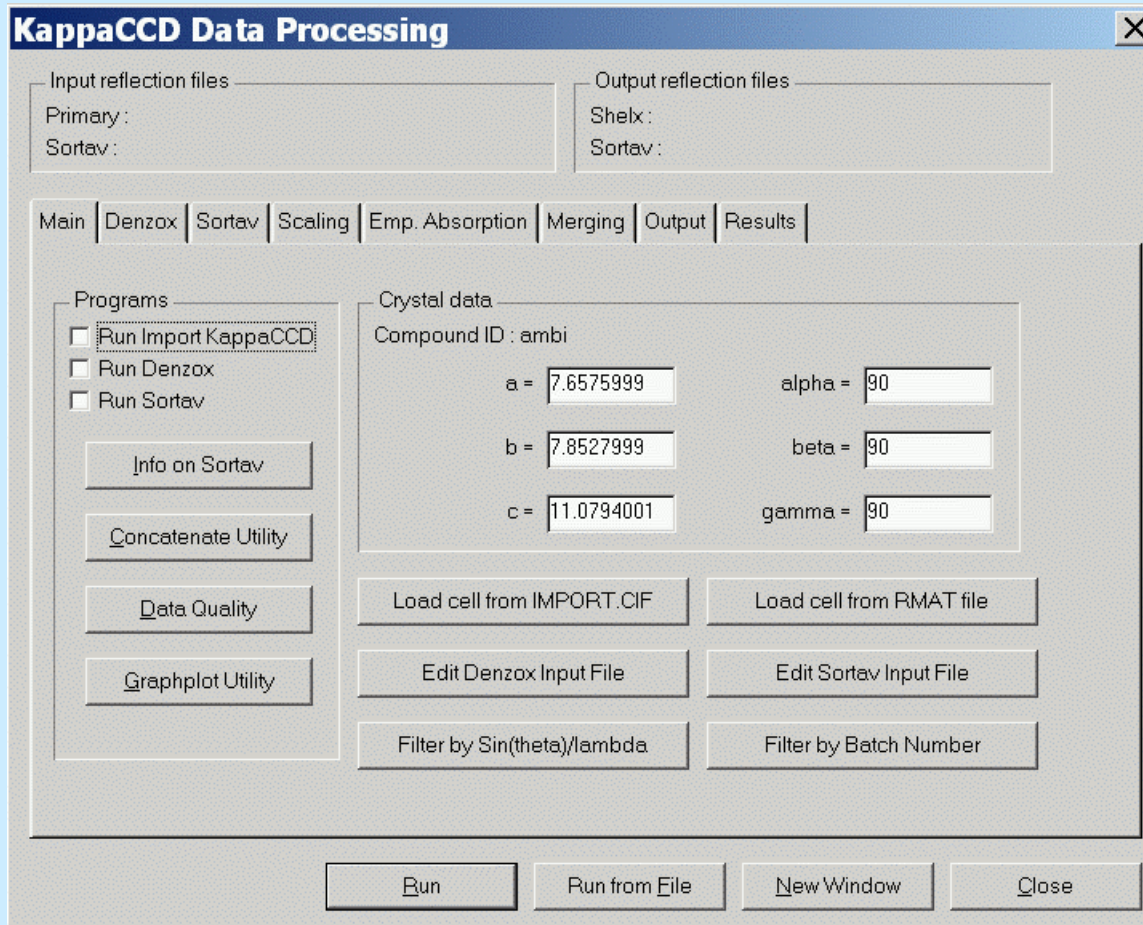 KappaCCD Data Processing
Input reflection files
Primary :
Sortav :
Output reflection files
Shelx :
Sortav :
Main Denzox Sortav Scaling Emp. Absorption Merging Output Results
Programs
Run Import KappaCCD
Run Denzox
Run Sortav
Info on Sortav
Concatenate Utility
Data Quality
Graphplot Utility
Crystal data
Compound ID : ambi
a = 7.6575999 alpha = 90
b = 7.8527999 beta = 90
c = 11.0794001 gamma = 90
Load cell from IMPORT.CIF Load cell from RMAT file
Edit Denzox Input File Edit Sortav Input File
Filter by Sin(theta)/lambda Filter by Batch Number
Run Run from File New Window Close